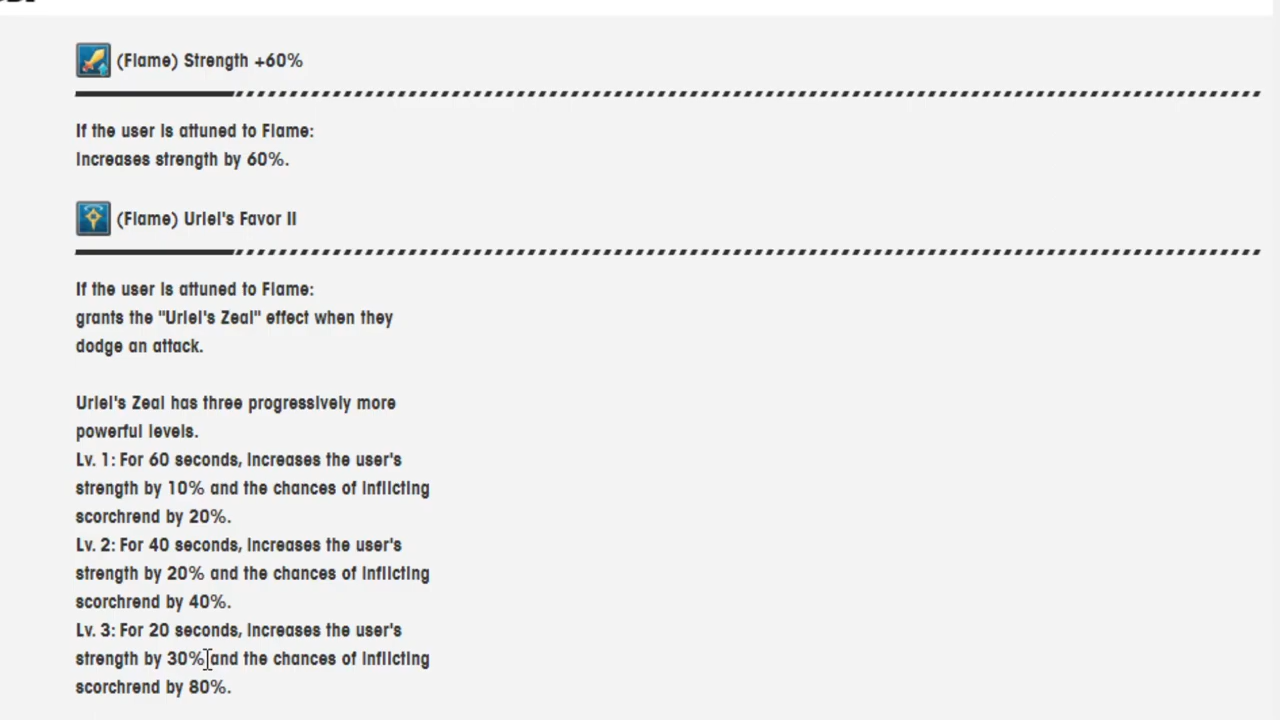 (Flame) Strength +60%
If the user is attuned to Flame:
Increases strength by 60%.
(Flame) Uriel's Favor II
If the user is attuned to Flame:
grants the "Uriel's Zeal" effect when they
dodge an attack.
Uriel's Zeal has three progressively more
powerful levels.
Lv. 1: For 60 seconds, increases the user's
strength by 10% and the chances of inflicting
scorchrend by 20%.
Lv. 2: For 40 seconds, increases the user's
strength by 20% and the chances of inflicting
scorchrend by 40%.
Lv. 3: For 20 seconds, increases the user's
strength by 30% and the chances of inflicting
scorchrend by 80%.